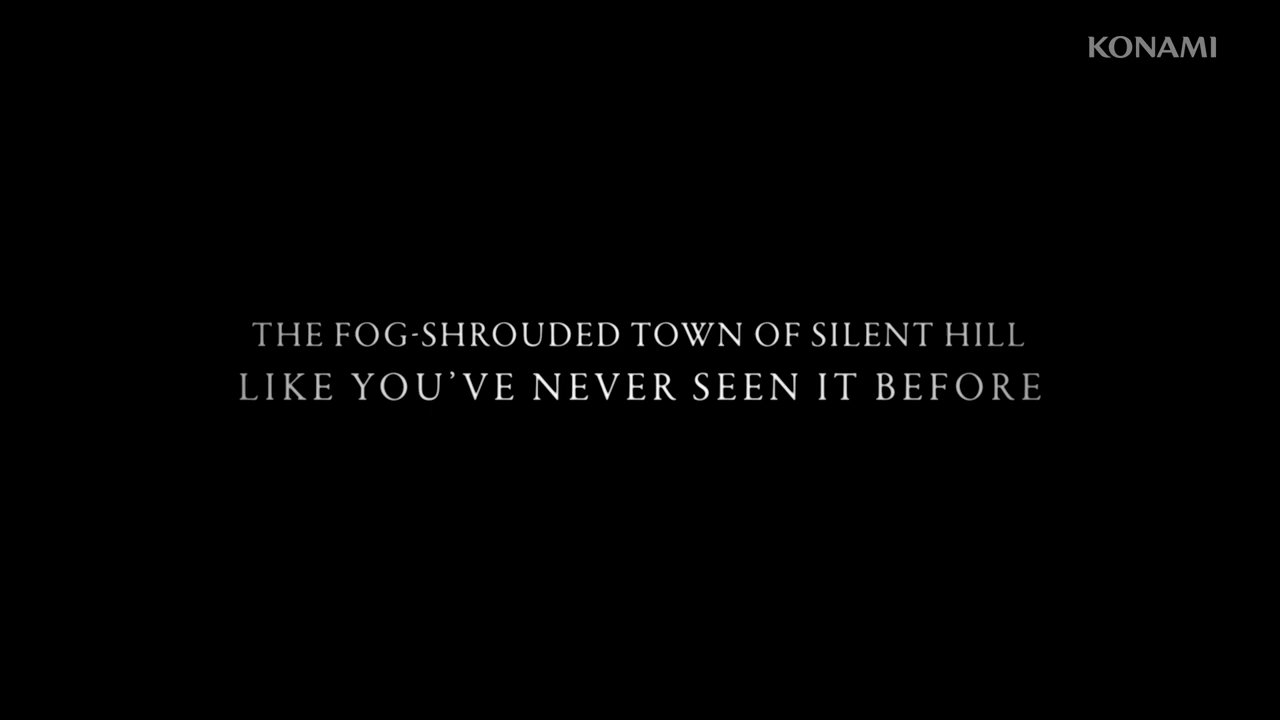 KONAMI
THE FOG-SHROUDED TOWN OF SILENT HILL
LIKE YOU’VE NEVER SEEN IT BEFORE